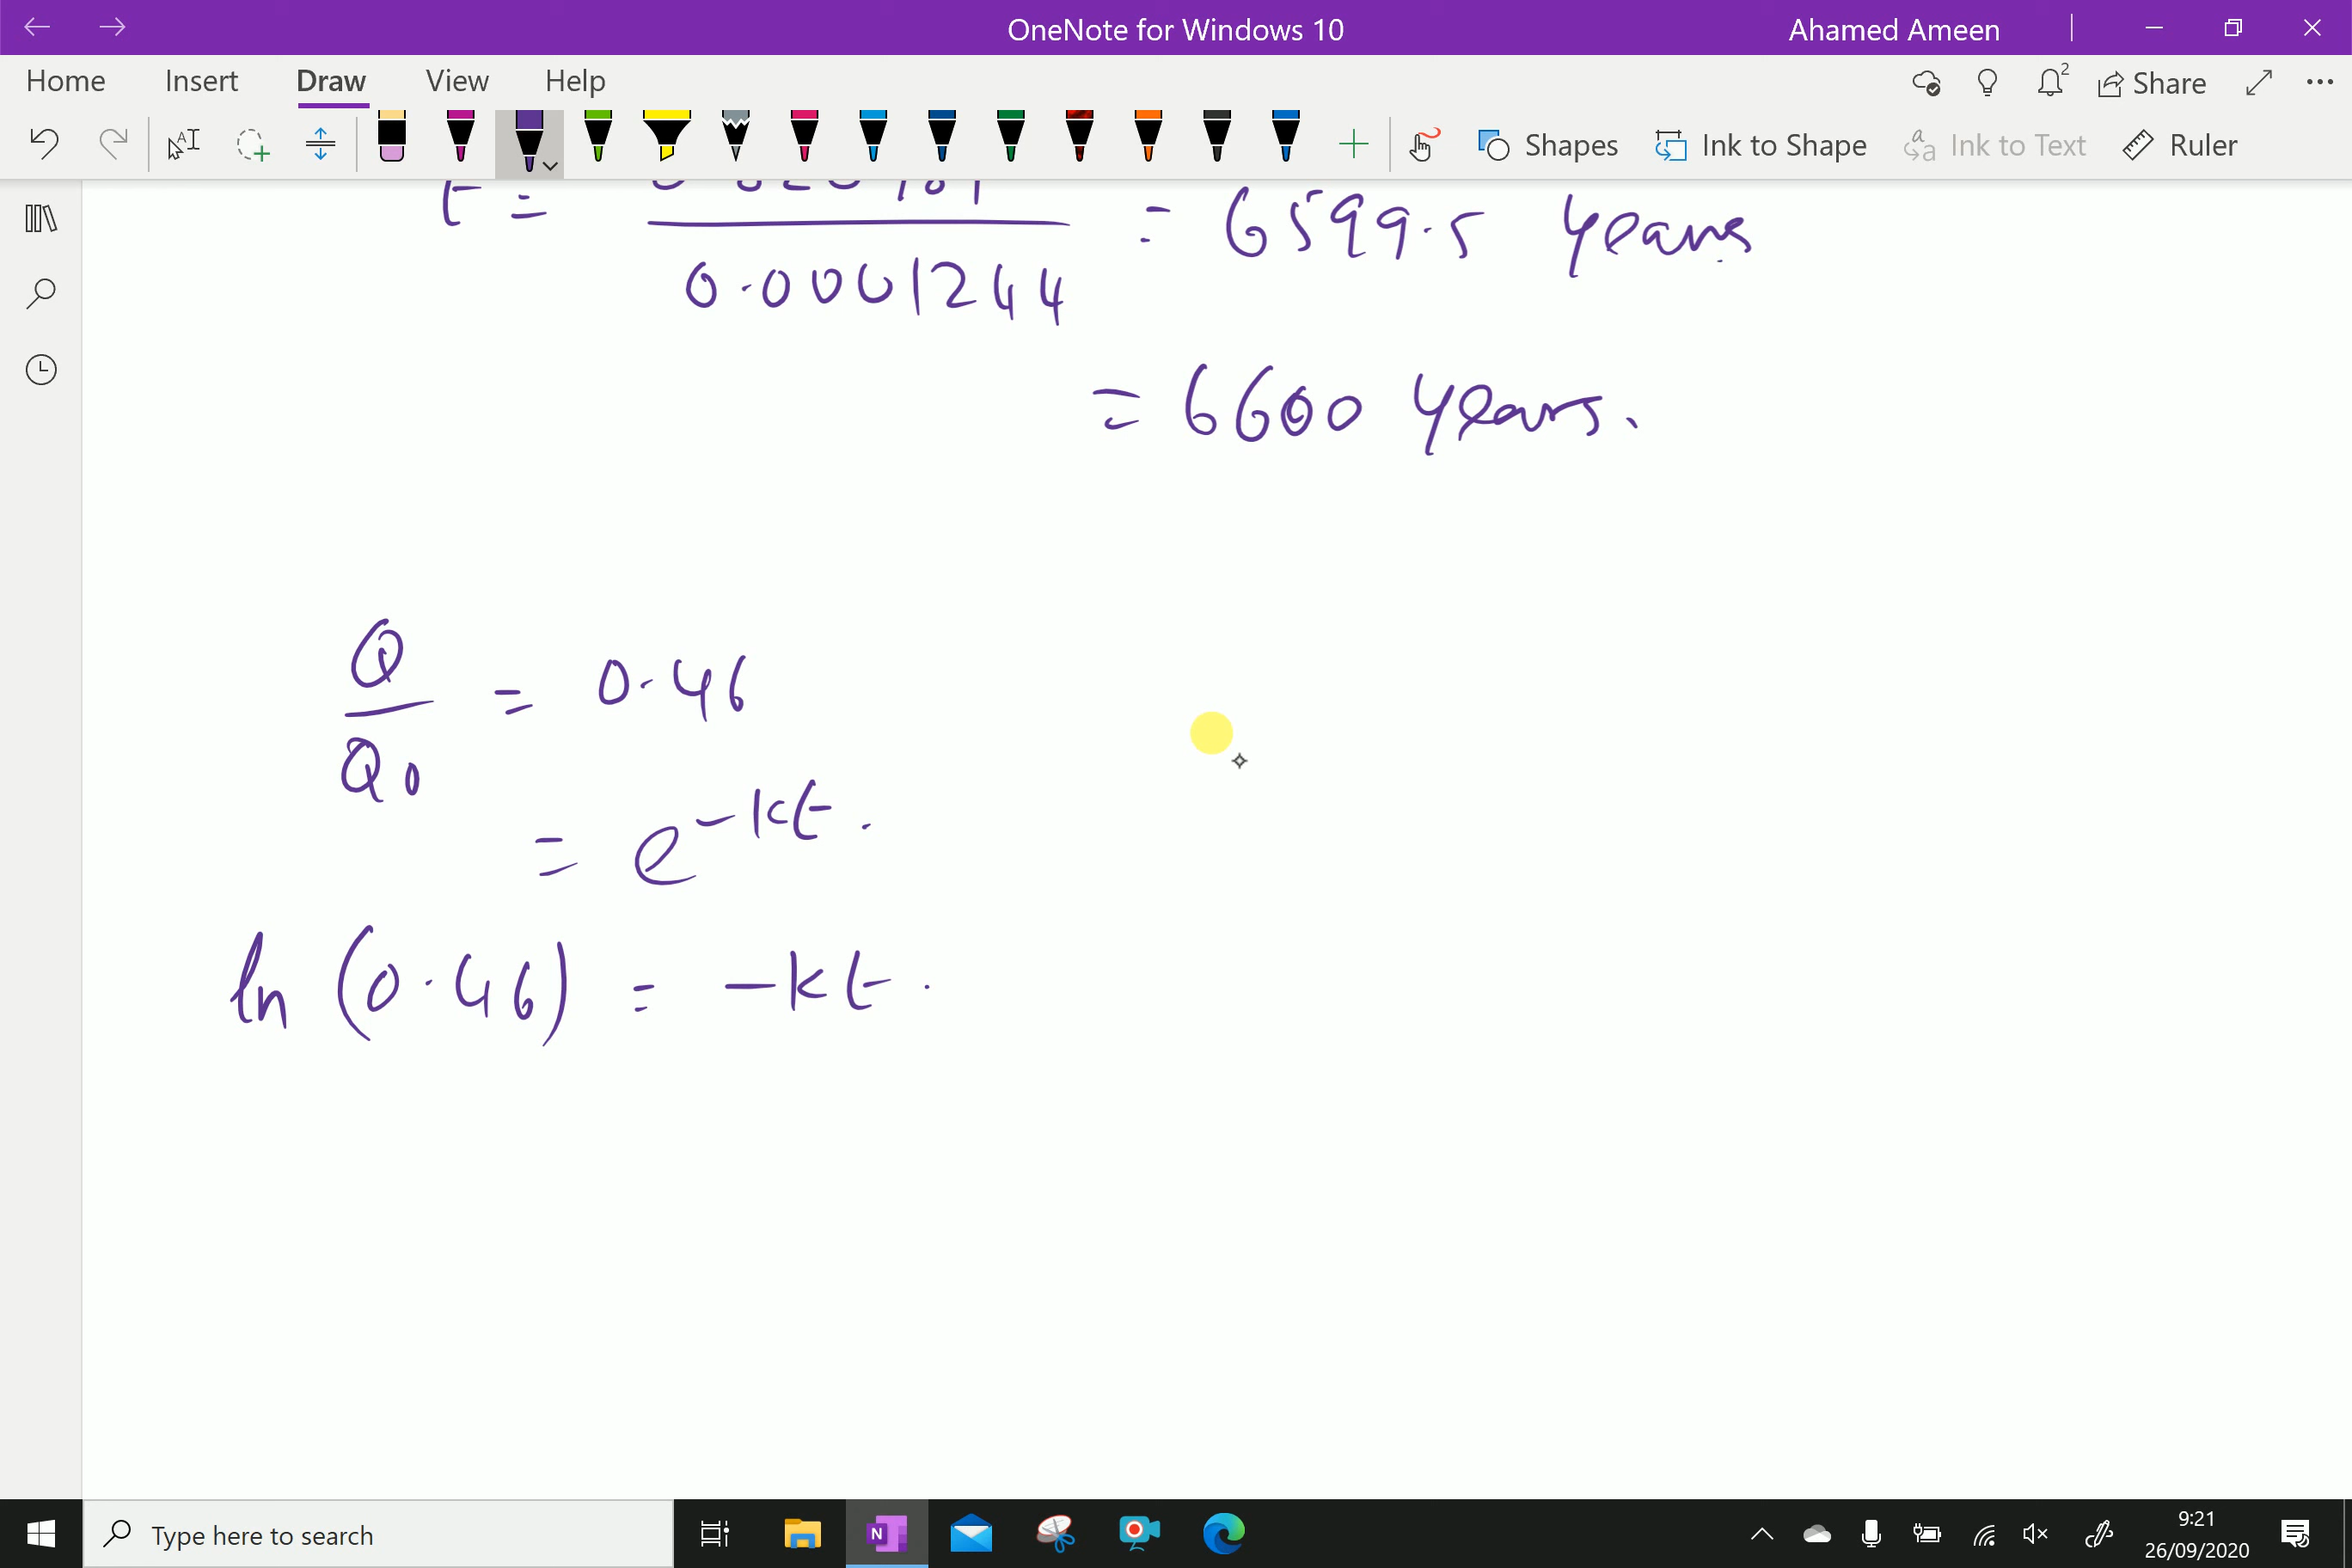 OneNote for Windows 10
Ahamed Ameen
Home Insert Draw View Help
2 Share
Shapes Ink to Shape Ink to Text Ruler
t = = 6599.5 Years
0.0001244
= 6600 Years.
Q
= 0.46
Q0
= e^-kt.
ln (0.46) = -kt.
Type here to search
9:21
26/09/2020